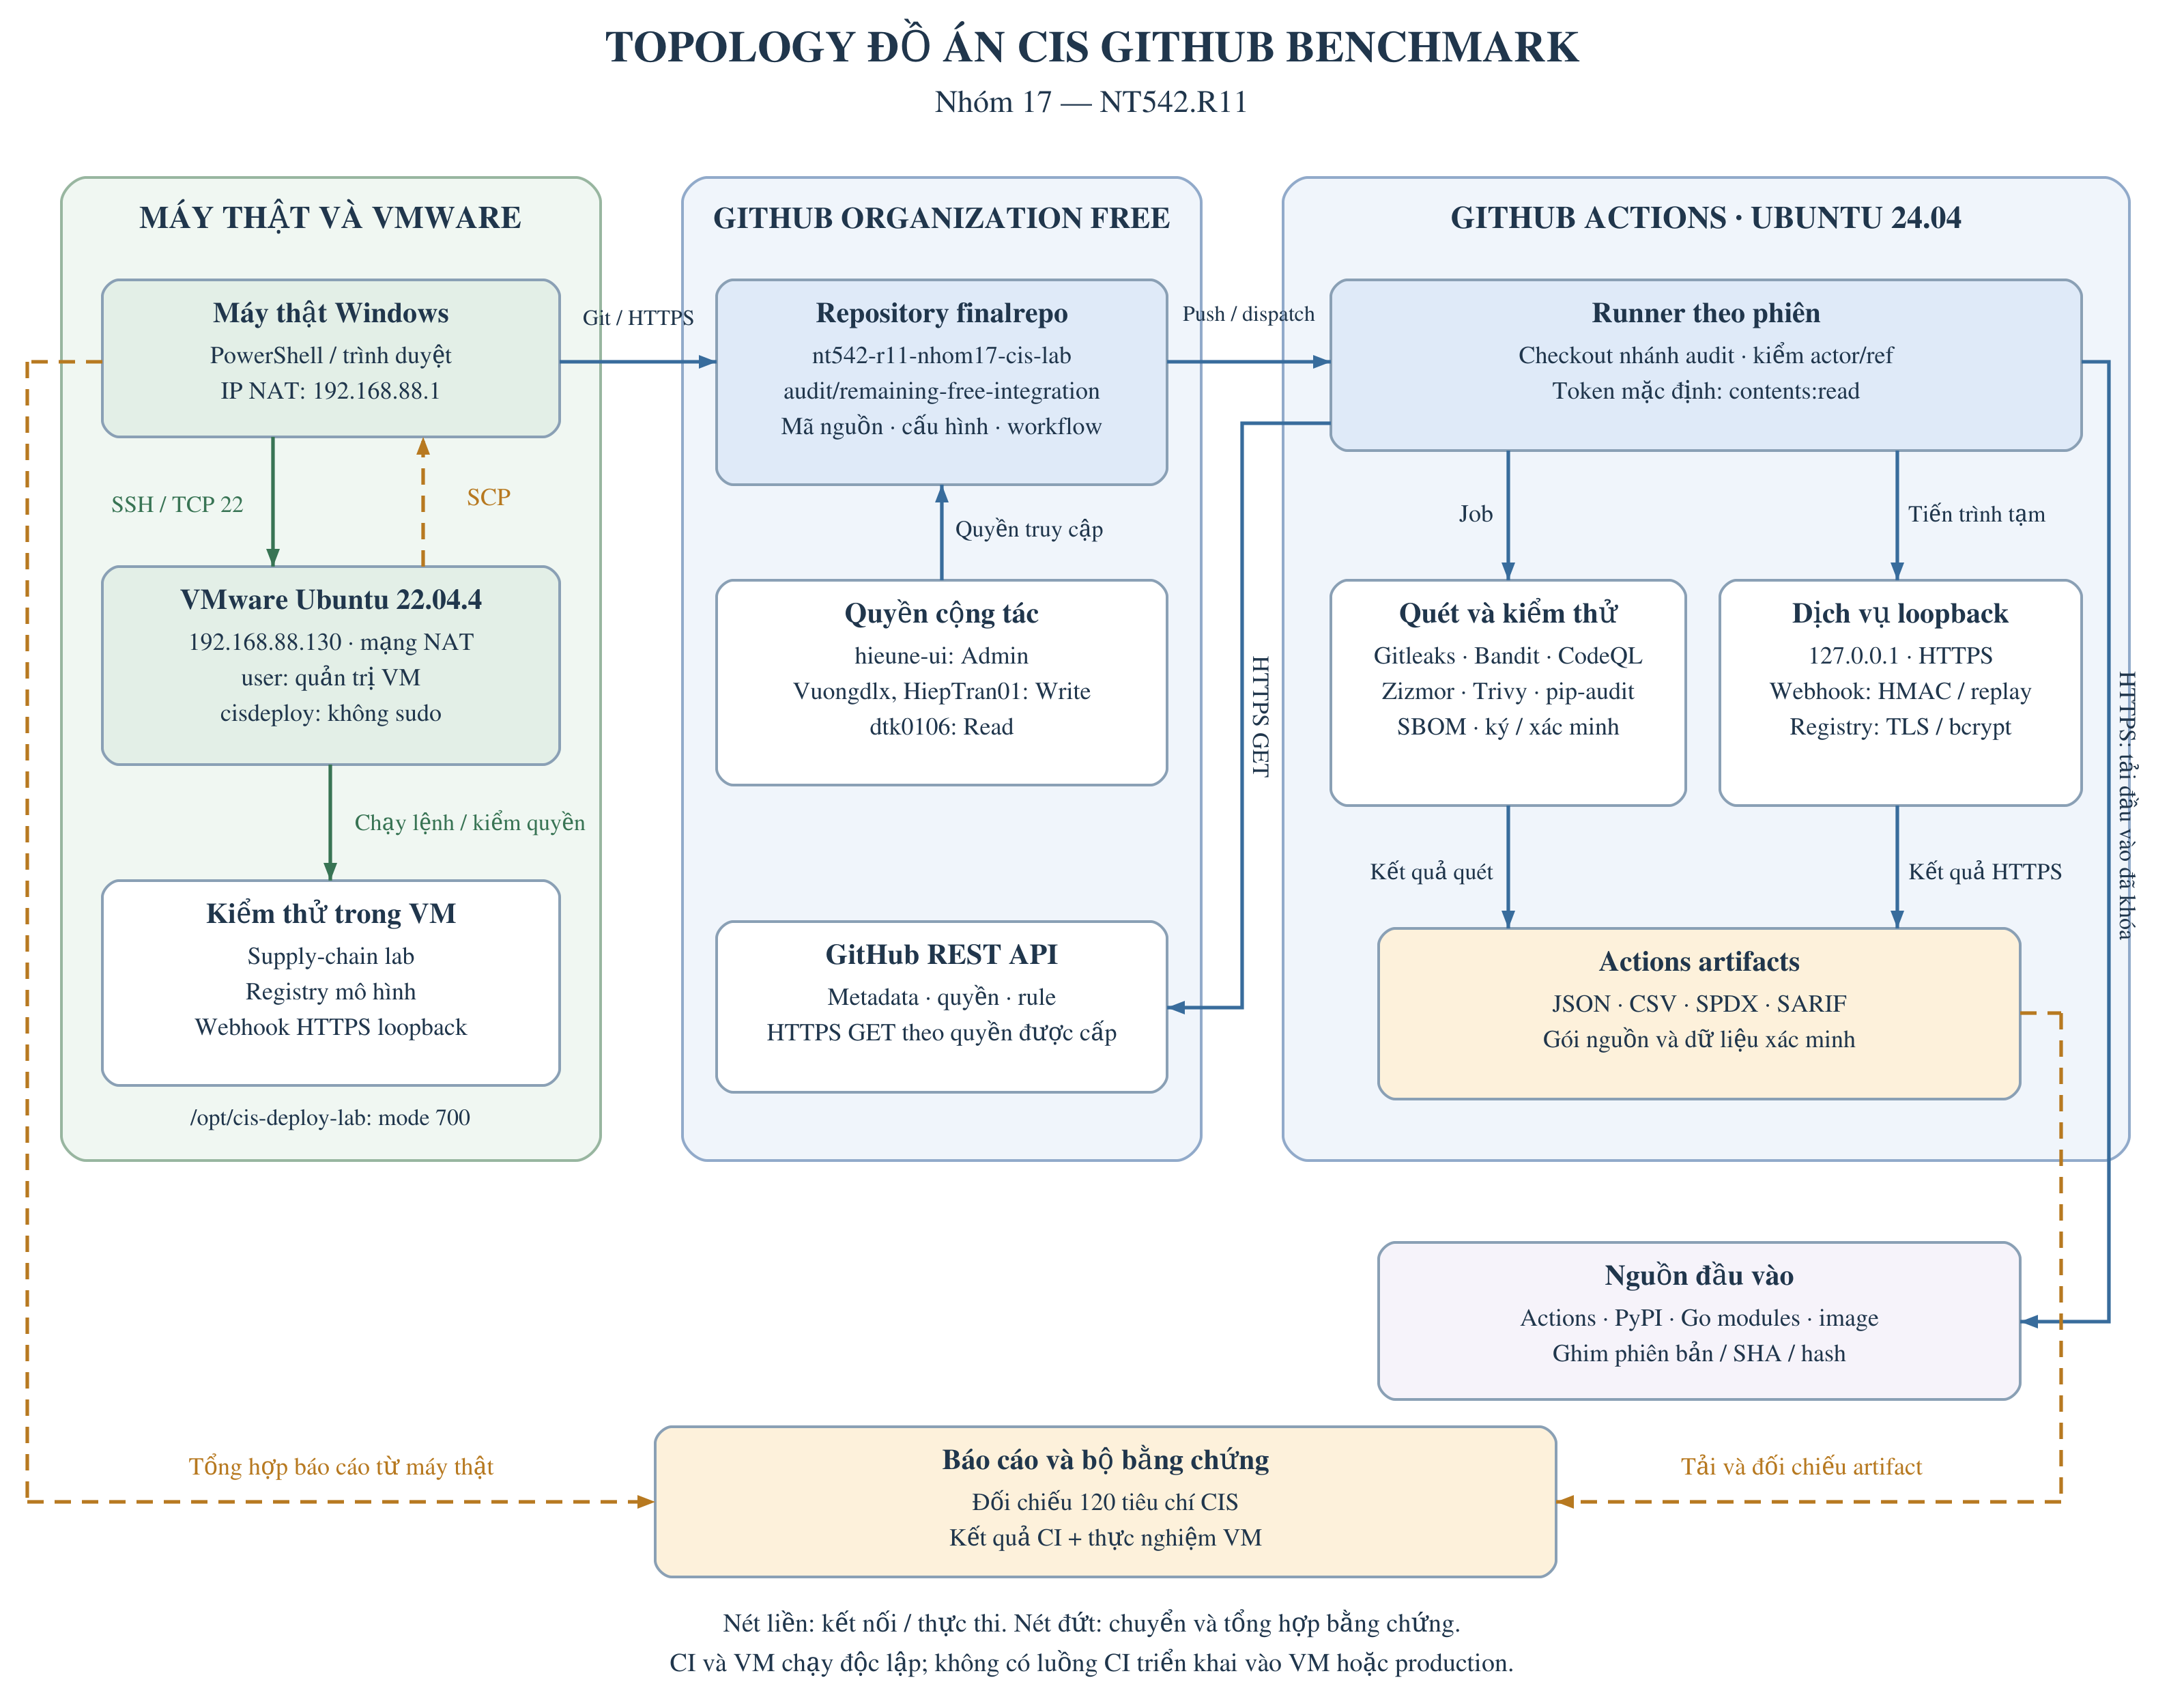 TOPOLOGY ĐỒ ÁN CIS GITHUB BENCHMARK
Nhóm 17 — NT542.R11
MÁY THẬT VÀ VMWARE
Máy thật Windows
PowerShell / trình duyệt
IP NAT: 192.168.88.1
SSH / TCP 22
SCP
VMware Ubuntu 22.04.4
192.168.88.130 · mạng NAT
user: quản trị VM
cisdeploy: không sudo
Chạy lệnh / kiểm quyền
Kiểm thử trong VM
Supply-chain lab
Registry mô hình
Webhook HTTPS loopback
/opt/cis-deploy-lab: mode 700
Git / HTTPS
GITHUB ORGANIZATION FREE
Repository finalrepo
nt542-r11-nhom17-cis-lab
audit/remaining-free-integration
Mã nguồn · cấu hình · workflow
Quyền truy cập
Quyền cộng tác
hieune-ui: Admin
Vuongdlx, HiepTran01: Write
dtk0106: Read
GitHub REST API
Metadata · quyền · rule
HTTPS GET theo quyền được cấp
Push / dispatch
HTTPS GET
GITHUB ACTIONS · UBUNTU 24.04
Runner theo phiên
Checkout nhánh audit · kiểm actor/ref
Token mặc định: contents:read
Job
Tiến trình tạm
Quét và kiểm thử
Gitleaks · Bandit · CodeQL
Zizmor · Trivy · pip-audit
SBOM · ký / xác minh
Dịch vụ loopback
127.0.0.1 · HTTPS
Webhook: HMAC / replay
Registry: TLS / bcrypt
Kết quả quét
Kết quả HTTPS
HTTPS: tải đầu vào đã khóa
Actions artifacts
JSON · CSV · SPDX · SARIF
Gói nguồn và dữ liệu xác minh
Nguồn đầu vào
Actions · PyPI · Go modules · image
Ghim phiên bản / SHA / hash
Tổng hợp báo cáo từ máy thật
Báo cáo và bộ bằng chứng
Đối chiếu 120 tiêu chí CIS
Kết quả CI + thực nghiệm VM
Tải và đối chiếu artifact
Nét liền: kết nối / thực thi. Nét đứt: chuyển và tổng hợp bằng chứng.
CI và VM chạy độc lập; không có luồng CI triển khai vào VM hoặc production.